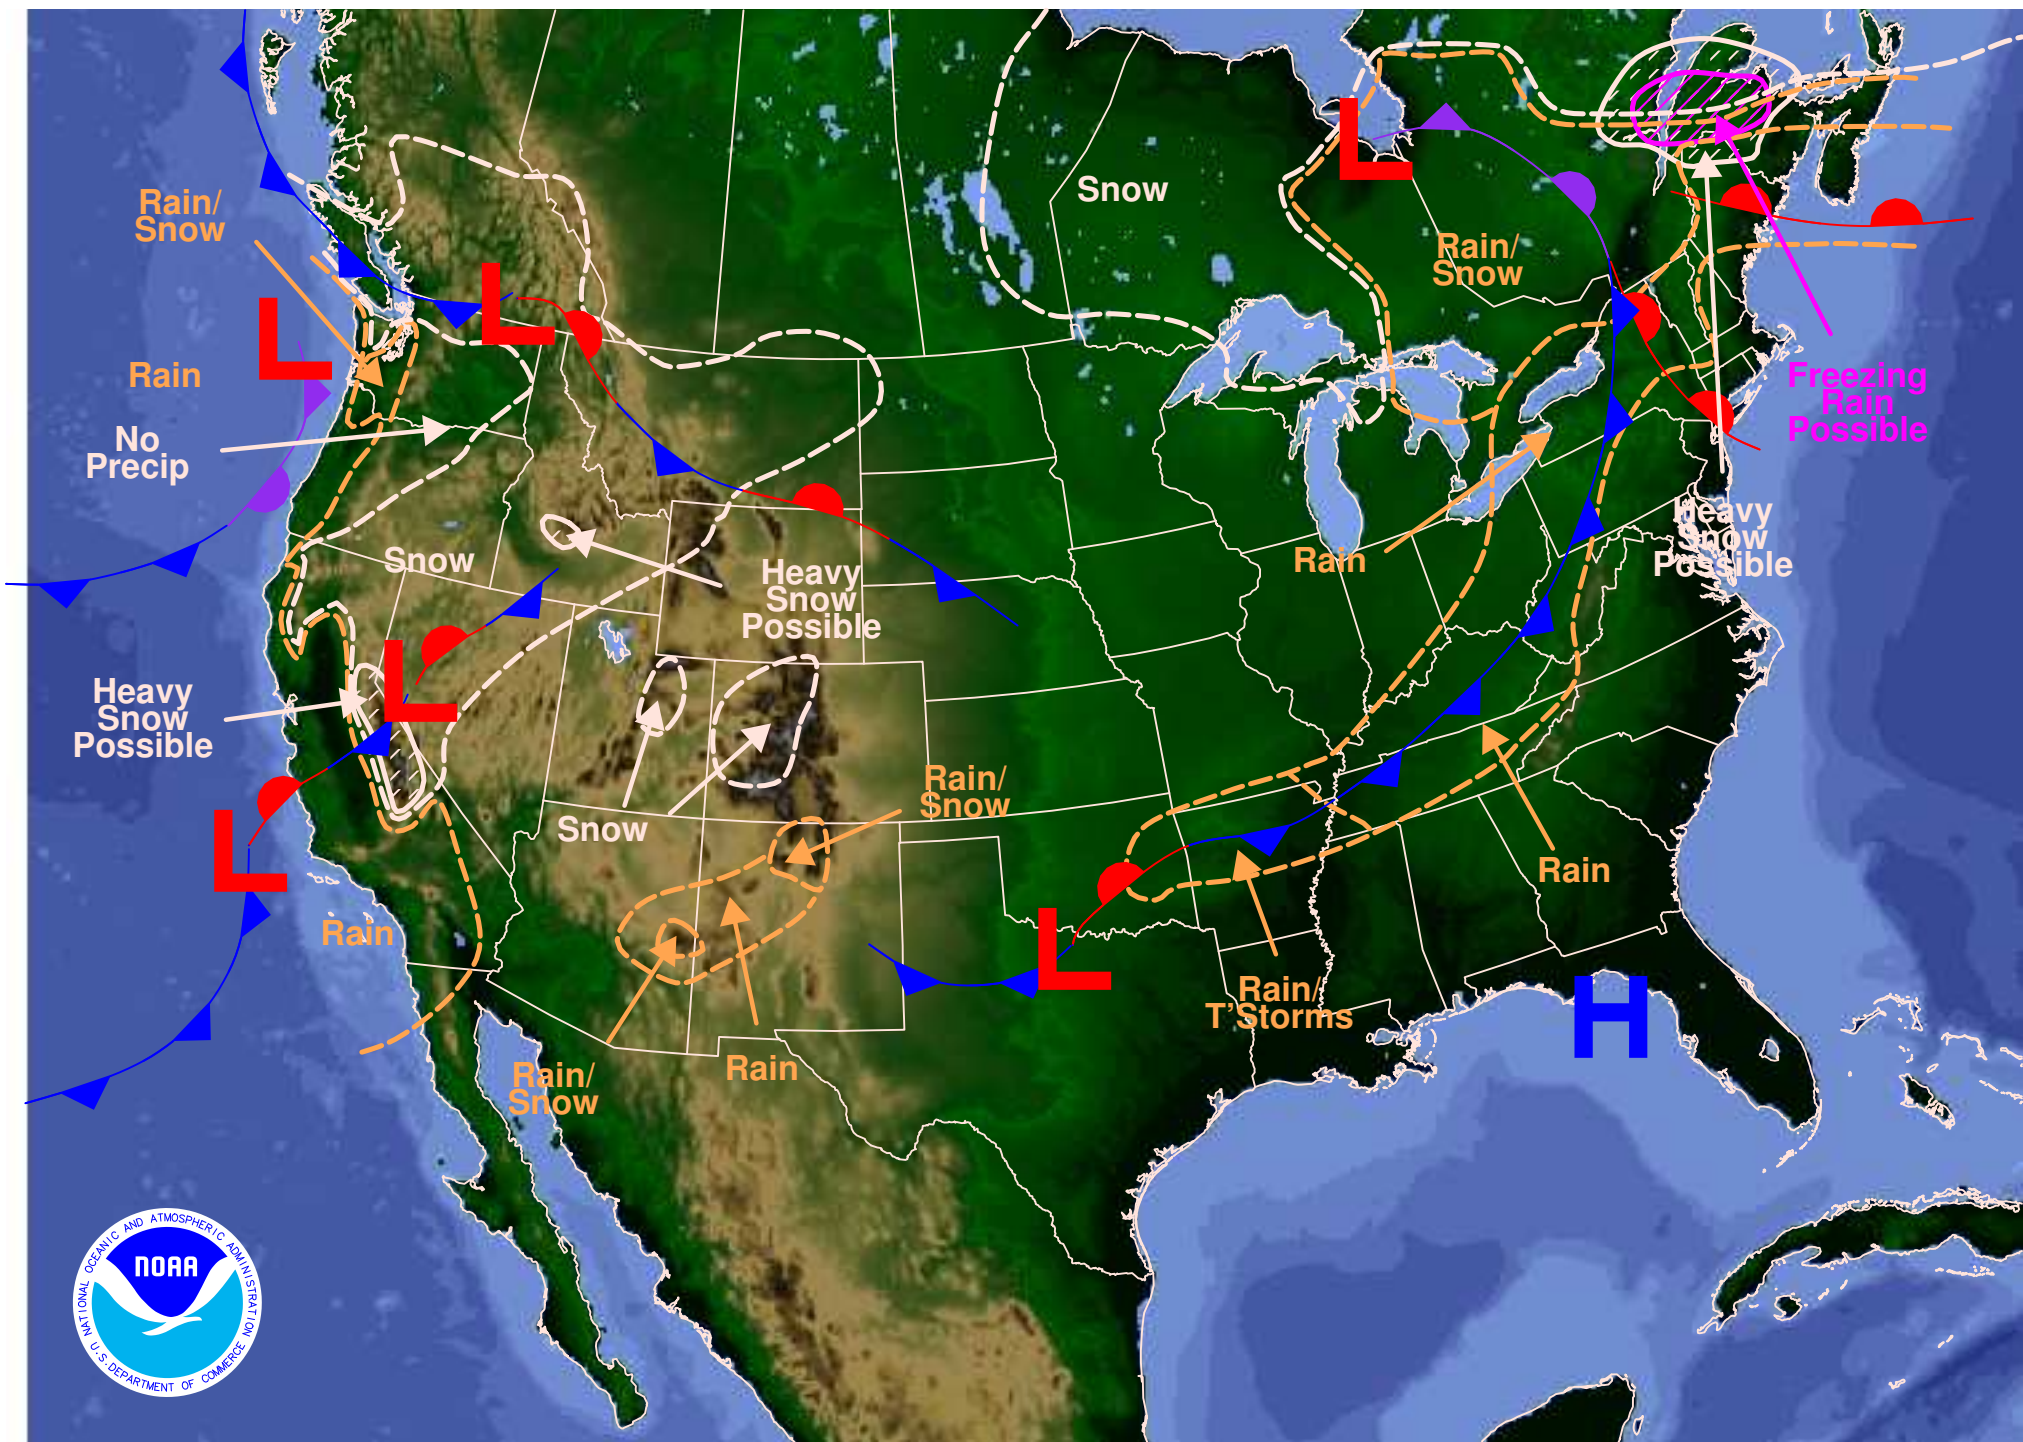 Snow
Rain/
Snow
Rain/
Snow
Rain
Freezing
Rain
Possible
No
Precip
Heavy
Snow
Possible
Snow
Rain
Heavy
Snow
Possible
Heavy
Snow
Possible
Rain/
Snow
Snow
Rain
Rain
Rain/
T'Storms
Rain/
Snow
Rain
L
L
L
L
L
L
L
H
NATIONAL OCEANIC AND ATMOSPHERIC ADMINISTRATION
NOAA
U.S. DEPARTMENT OF COMMERCE